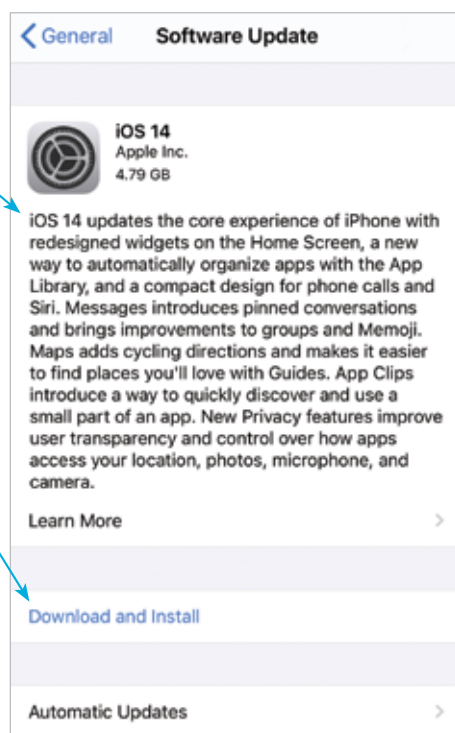 General
Software Update
iOS 14
Apple Inc.
4.79 GB
iOS 14 updates the core experience of iPhone with
redesigned widgets on the Home Screen, a new
way to automatically organize apps with the App
Library, and a compact design for phone calls and
Siri. Messages introduces pinned conversations
and brings improvements to groups and Memoji.
Maps adds cycling directions and makes it easier
to find places you'll love with Guides. App Clips
introduce a way to quickly discover and use a
small part of an app. New Privacy features improve
user transparency and control over how apps
access your location, photos, microphone, and
camera.
Learn More
Download and Install
Automatic Updates